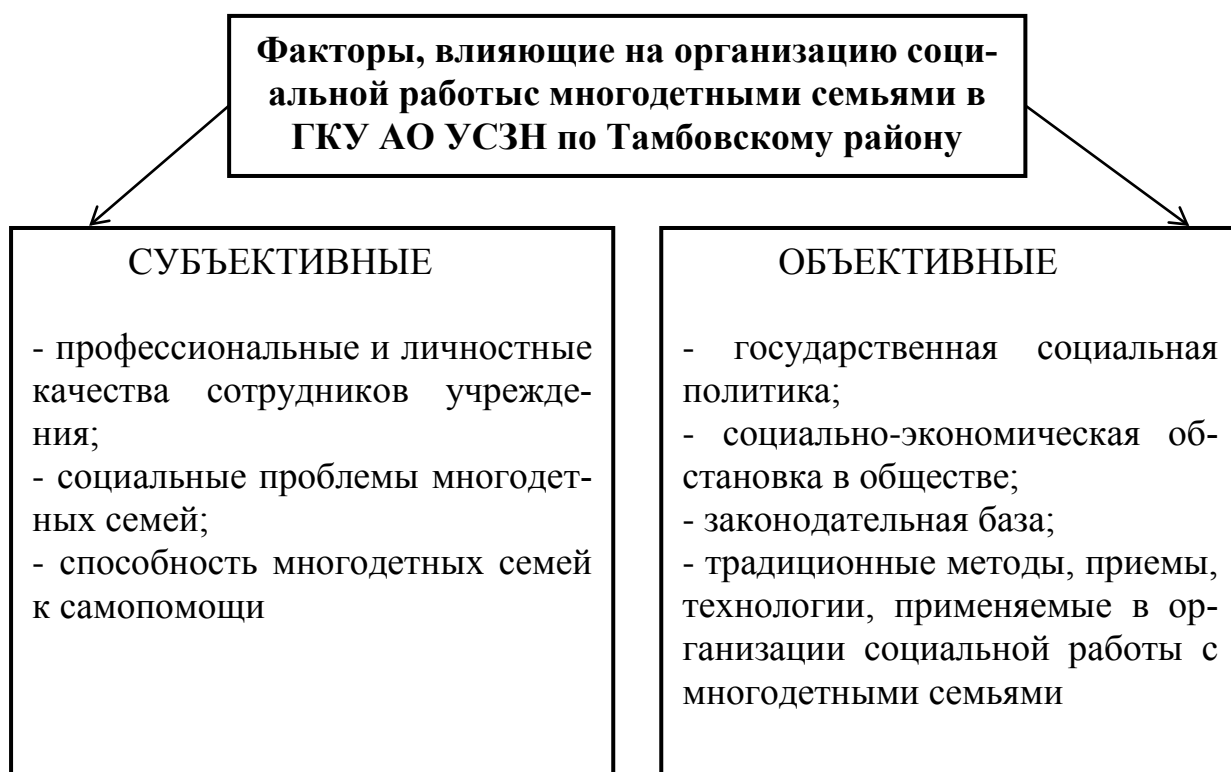 Факторы, влияющие на организацию соци-
альной работыс многодетными семьями в
ГКУ АО УСЗН по Тамбовскому району
СУБЪЕКТИВНЫЕ
- профессиональные и личностные
качества сотрудников учрежде-
ния;
- социальные проблемы многодет-
ных семей;
- способность многодетных семей
к самопомощи
ОБЪЕКТИВНЫЕ
- государственная социальная
политика;
- социально-экономическая об-
становка в обществе;
- законодательная база;
- традиционные методы, приемы,
технологии, применяемые в ор-
ганизации социальной работы с
многодетными семьями